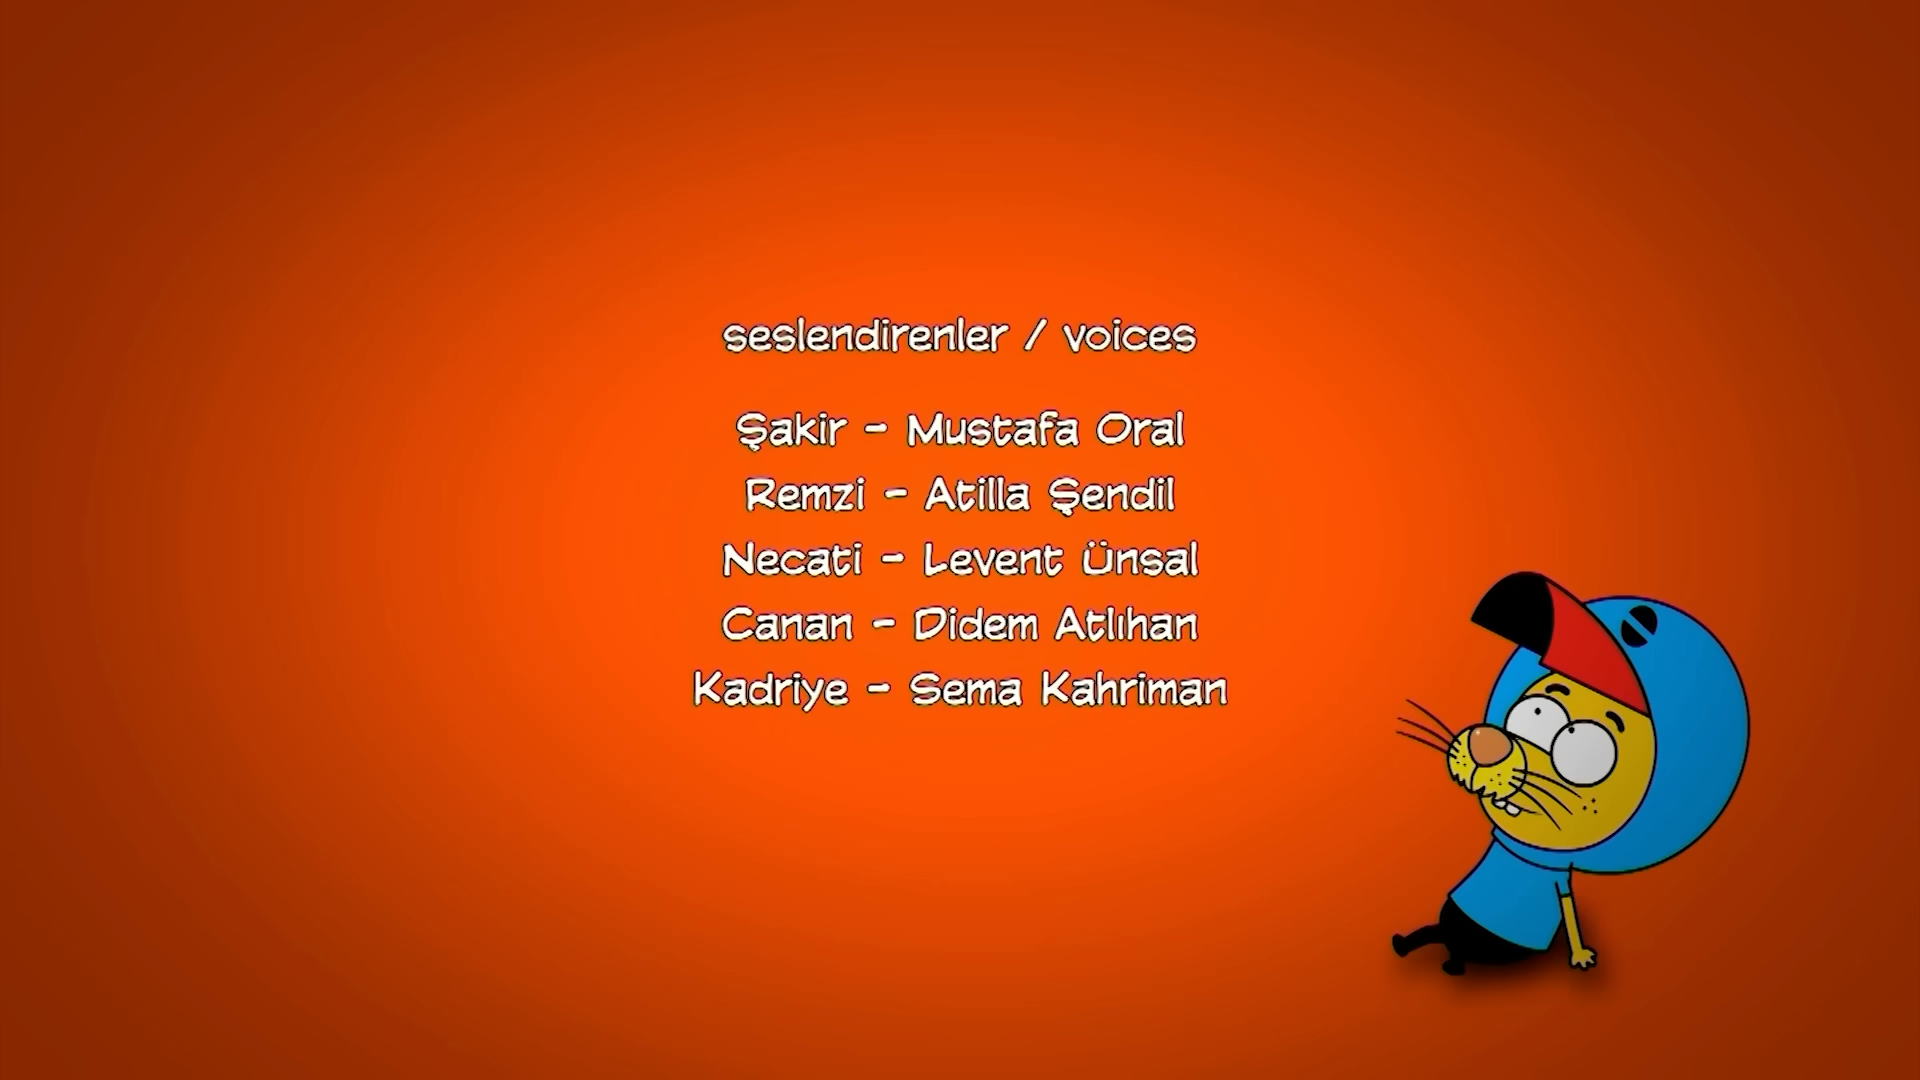 seslendirenler / voices
Şakir - Mustafa Oral
Remzi - Atilla Şendil
Necati - Levent Ünsal
Canan - Didem Atlıhan
Kadriye - Sema Kahriman